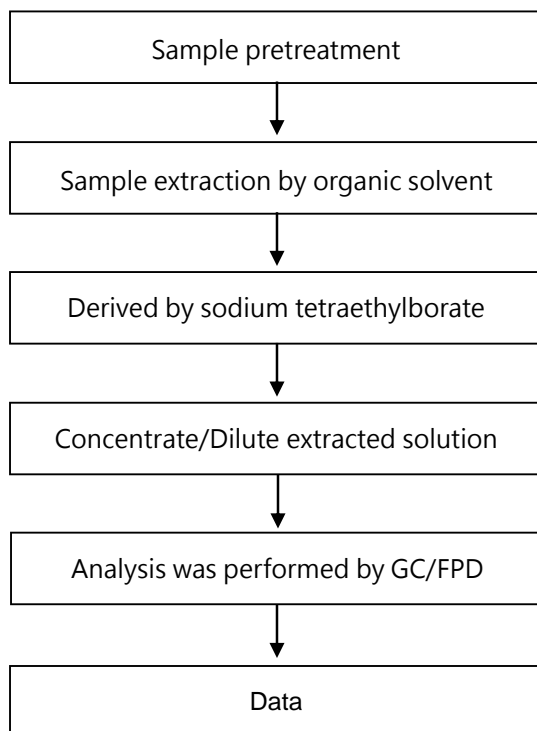 Sample pretreatment
Sample extraction by organic solvent
Derived by sodium tetraethylborate
Concentrate/Dilute extracted solution
Analysis was performed by GC/FPD
Data